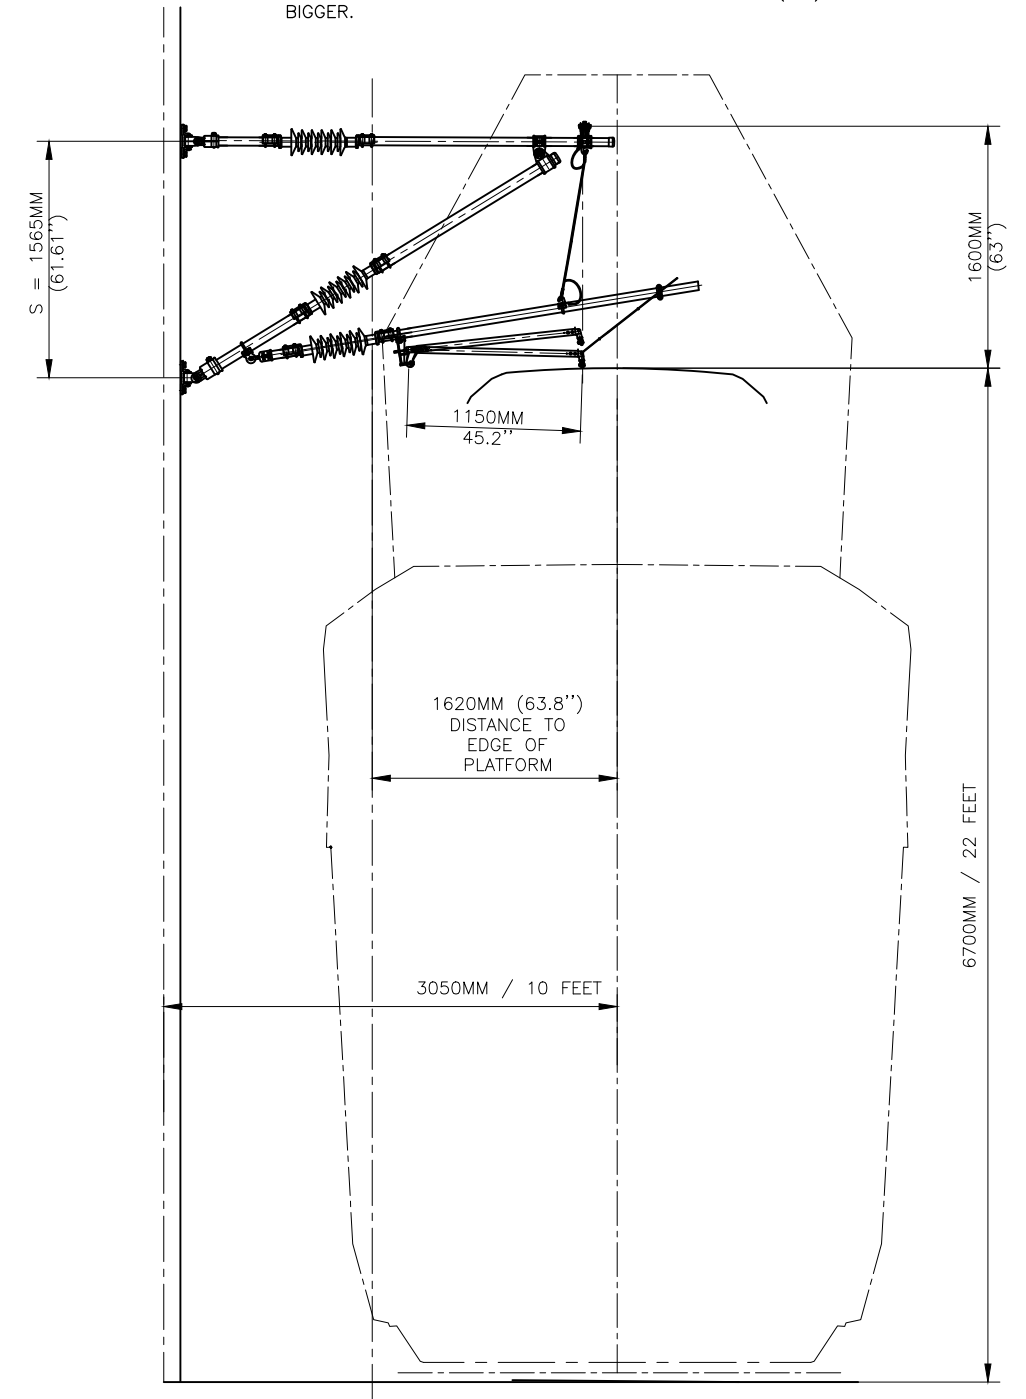 BIGGER.
S = 1565MM
(61.61'')
1600MM
(63'')
1150MM
45.2''
1620MM (63.8'')
DISTANCE TO
EDGE OF
PLATFORM
6700MM / 22 FEET
3050MM / 10 FEET